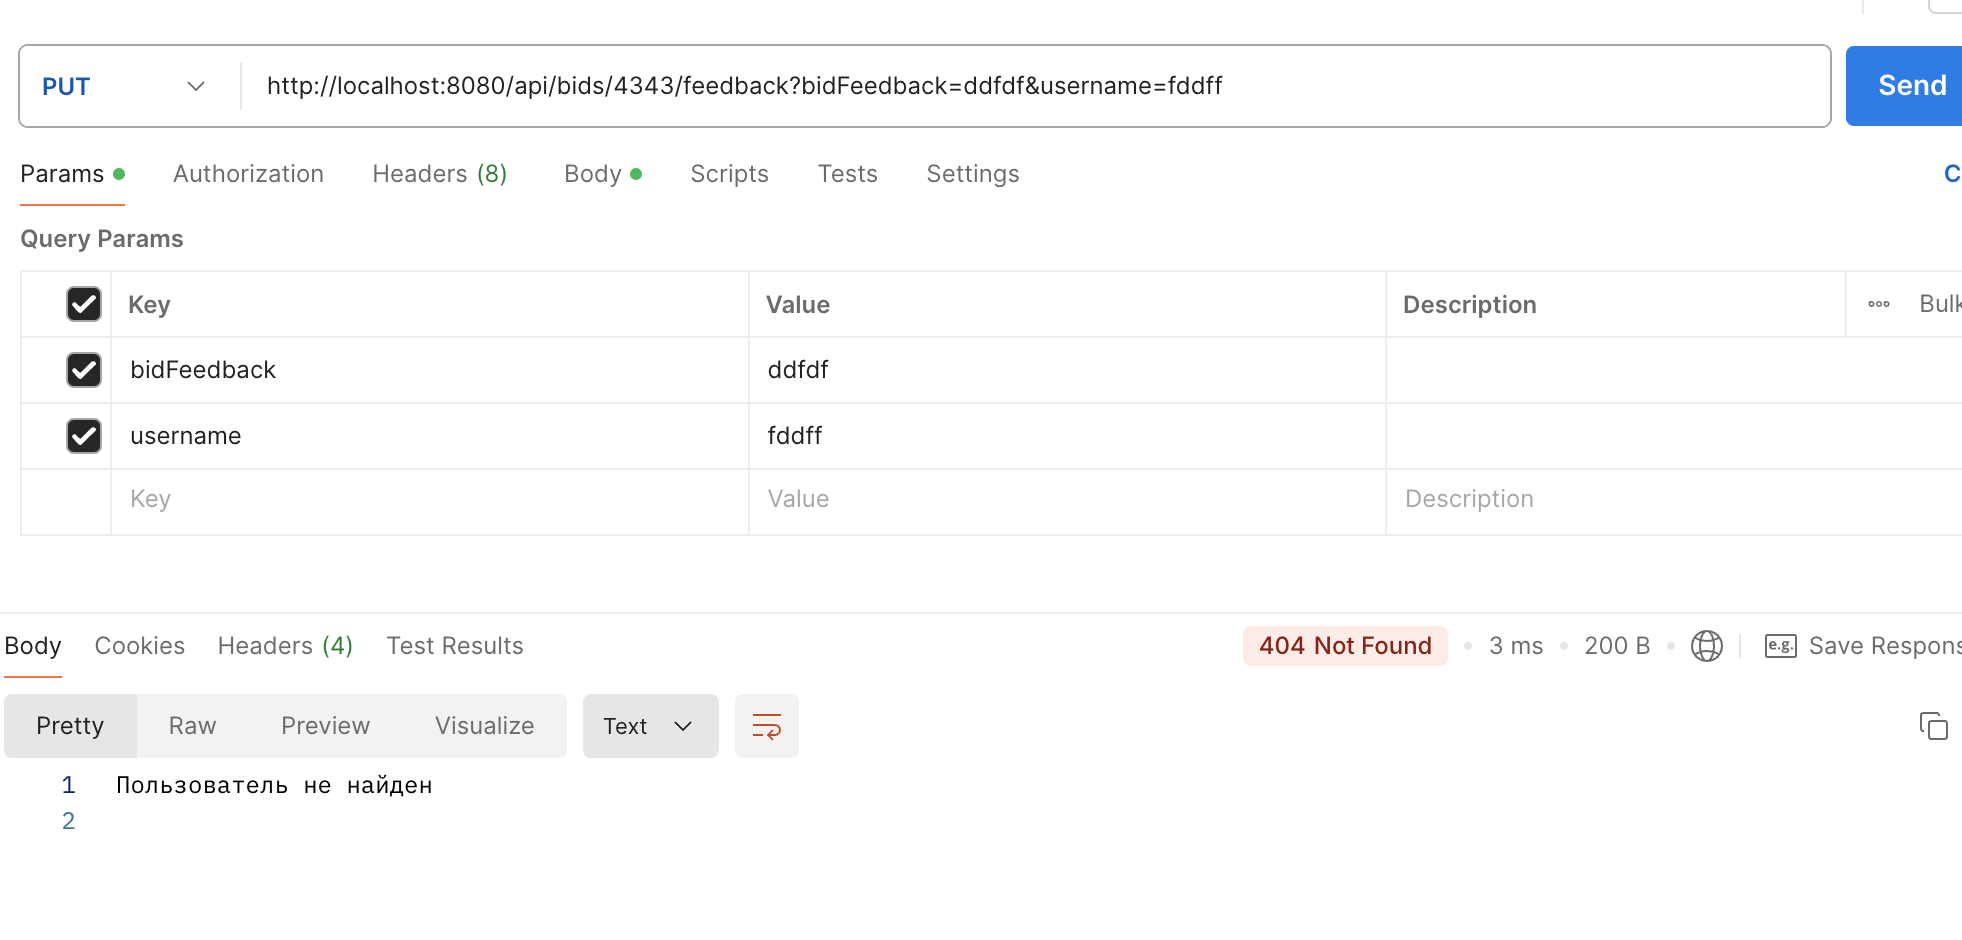 PUT http://localhost:8080/api/bids/4343/feedback?bidFeedback=ddfdf&username=fddff Send
Params Authorization Headers (8) Body Scripts Tests Settings C
Query Params
Key Value Description Bulk
bidFeedback ddfdf
username fddff
Key Value Description
Body Cookies Headers (4) Test Results 404 Not Found 3 ms 200 B e.g. Save Respons
Pretty Raw Preview Visualize Text
1 Пользователь не найден
2